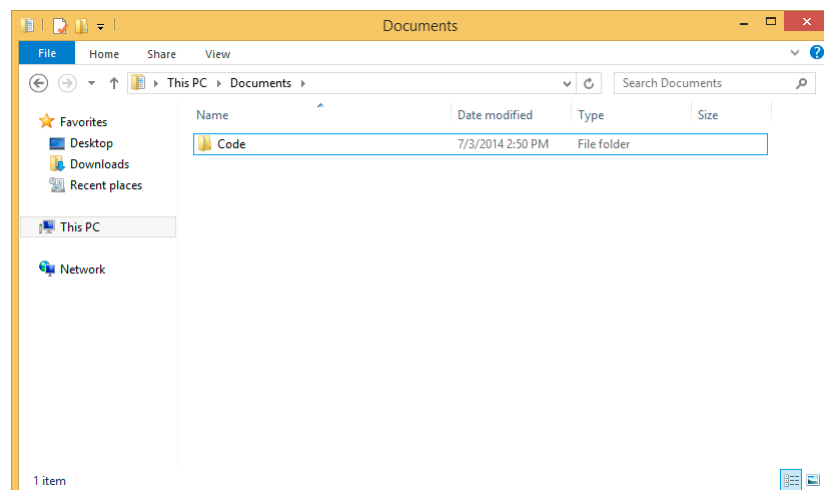 Documents
File Home Share View
This PC Documents Search Documents
Favorites
Desktop
Downloads
Recent places
This PC
Network
Name Date modified Type Size
Code 7/3/2014 2:50 PM File folder
1 item